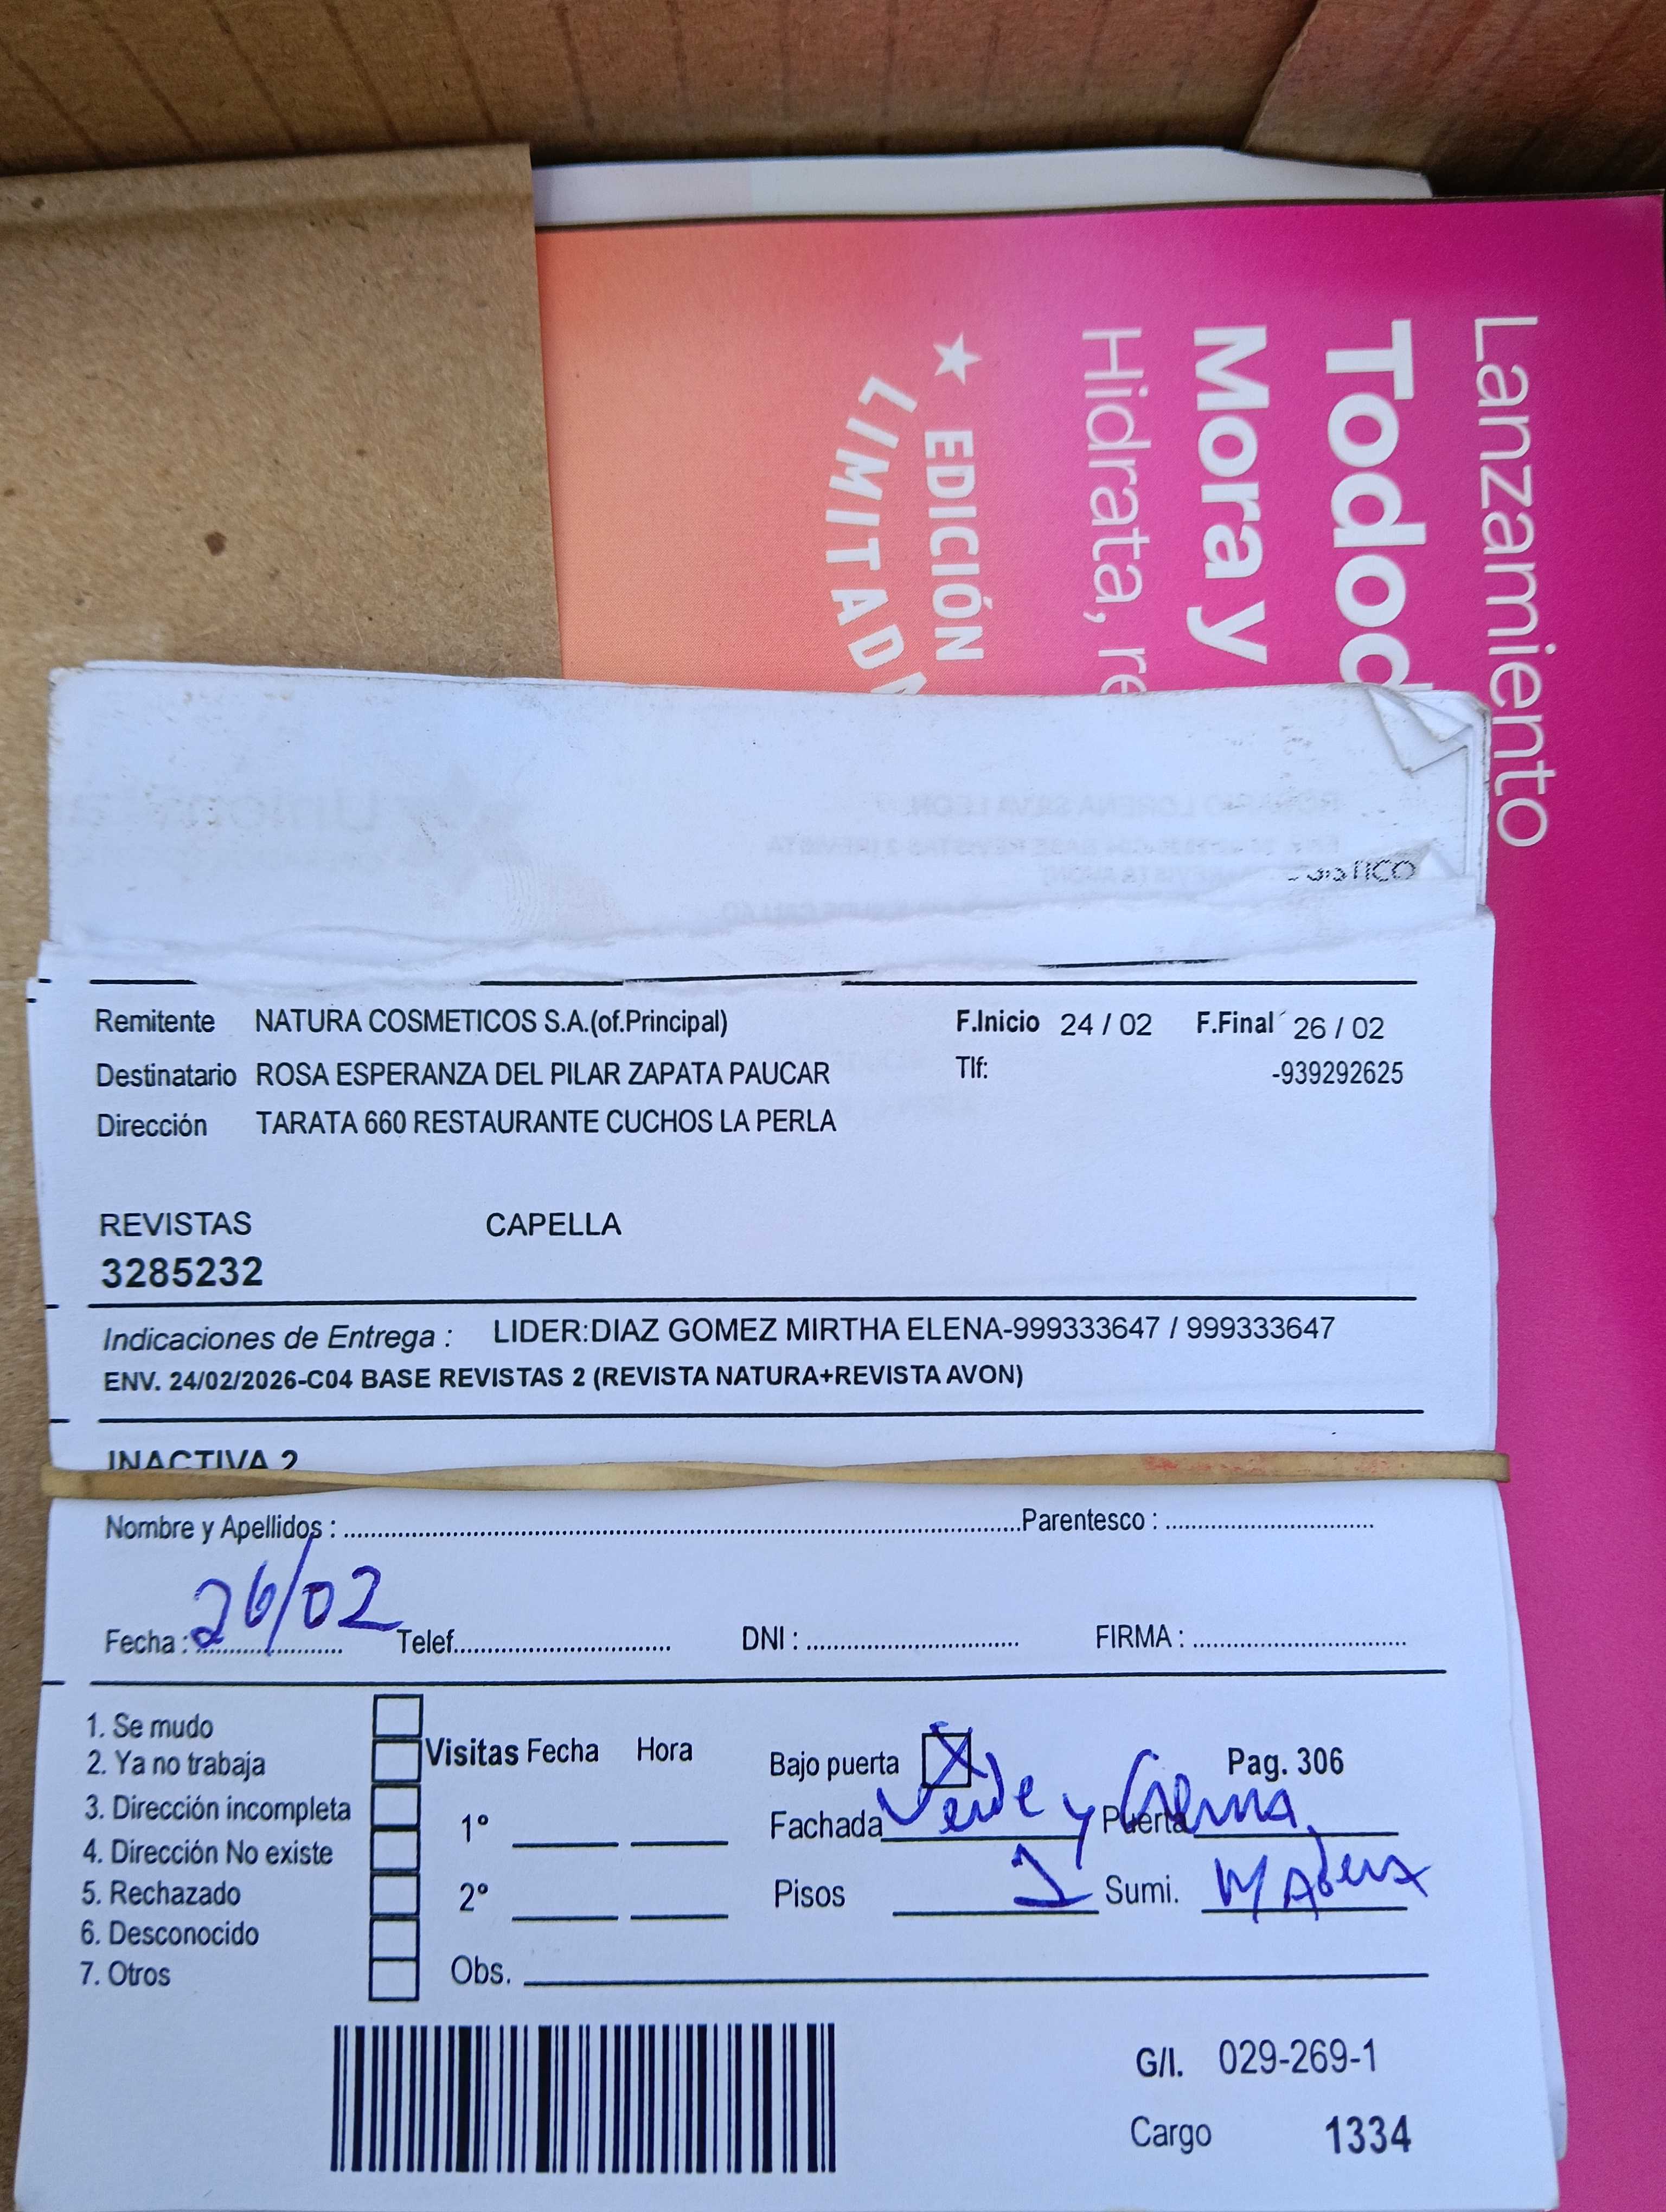 Lanzamiento
Todod
Mora y
Hidrata, re
★ EDICIÓN
LIMITADA
Remitente NATURA COSMETICOS S.A.(of.Principal) F.Inicio 24 / 02 F.Final 26 / 02
Destinatario ROSA ESPERANZA DEL PILAR ZAPATA PAUCAR Tlf: -939292625
Dirección TARATA 660 RESTAURANTE CUCHOS LA PERLA
REVISTAS CAPELLA
3285232
Indicaciones de Entrega : LIDER:DIAZ GOMEZ MIRTHA ELENA-999333647 / 999333647
ENV. 24/02/2026-C04 BASE REVISTAS 2 (REVISTA NATURA+REVISTA AVON)
INACTIVA 2
Nombre y Apellidos : Parentesco :
Fecha : 26/02 Telef. DNI : FIRMA :
1. Se mudo
2. Ya no trabaja
3. Dirección incompleta
4. Dirección No existe
5. Rechazado
6. Desconocido
7. Otros
Visitas Fecha Hora
1°
2°
Obs.
Bajo puerta X Pag. 306
Fachada Verde y Crema Puerta
Pisos 1 Sumi. Madera
G/I. 029-269-1
Cargo 1334